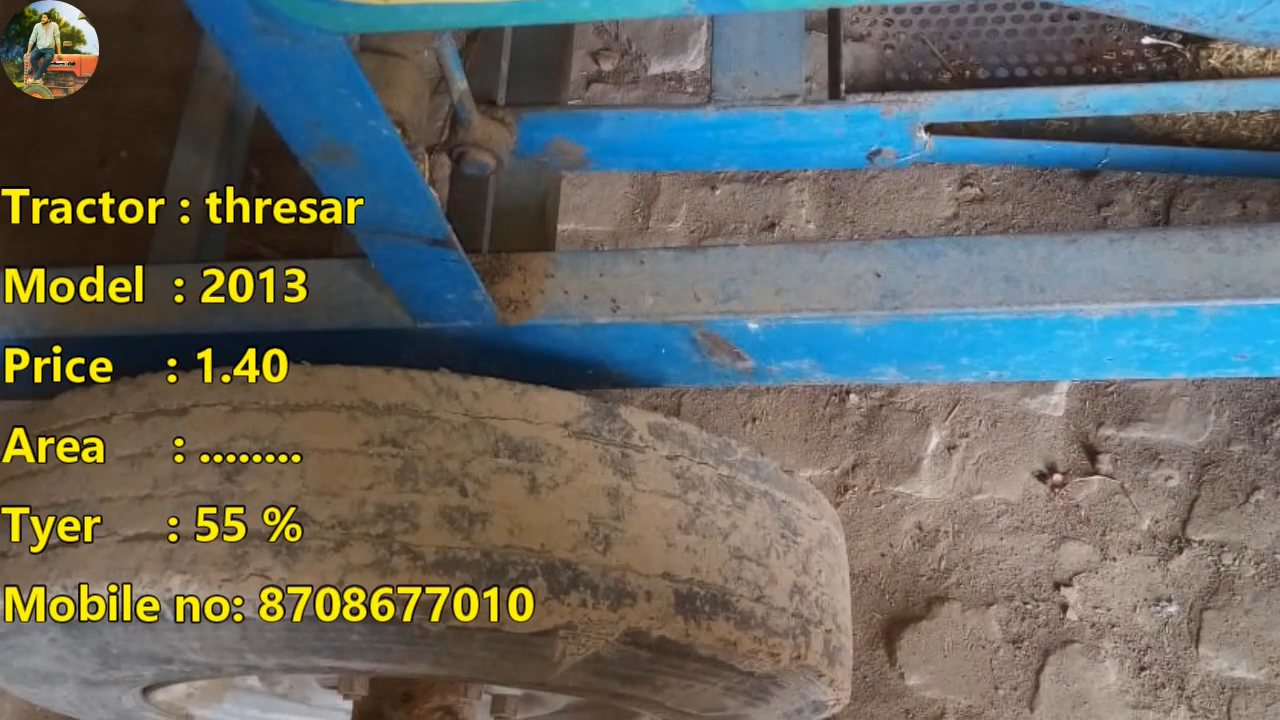 Tractor : thresar
Model : 2013
Price : 1.40
Area : ........
Tyer : 55 %
Mobile no: 8708677010